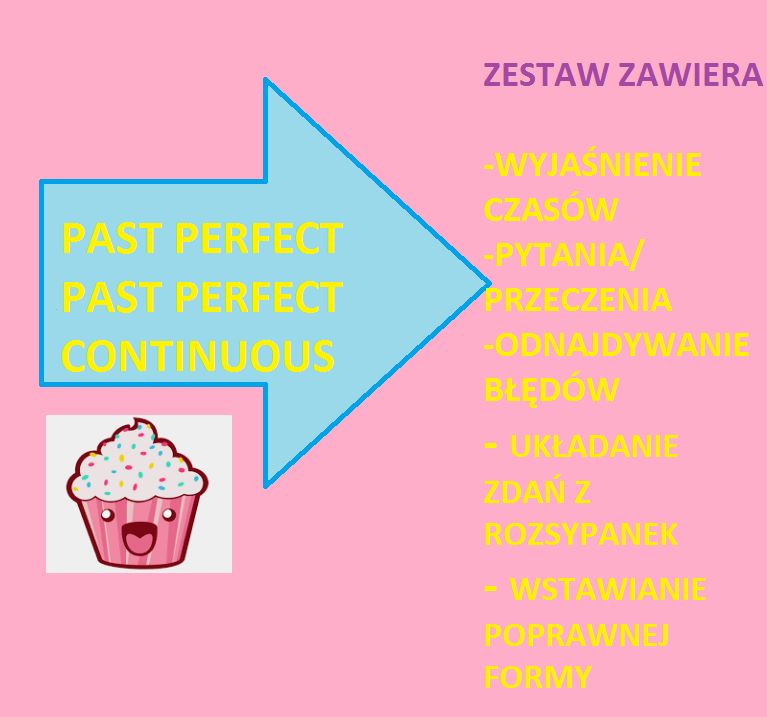 PAST PERFECT
PAST PERFECT
CONTINUOUS
ZESTAW ZAWIERA
-WYJAŚNIENIE
CZASÓW
-PYTANIA/
PRZECZENIA
-ODNAJDYWANIE
BŁĘDÓW
- UKŁADANIE
ZDAŃ Z
ROZSYPANEK
- WSTAWIANIE
POPRAWNEJ
FORMY